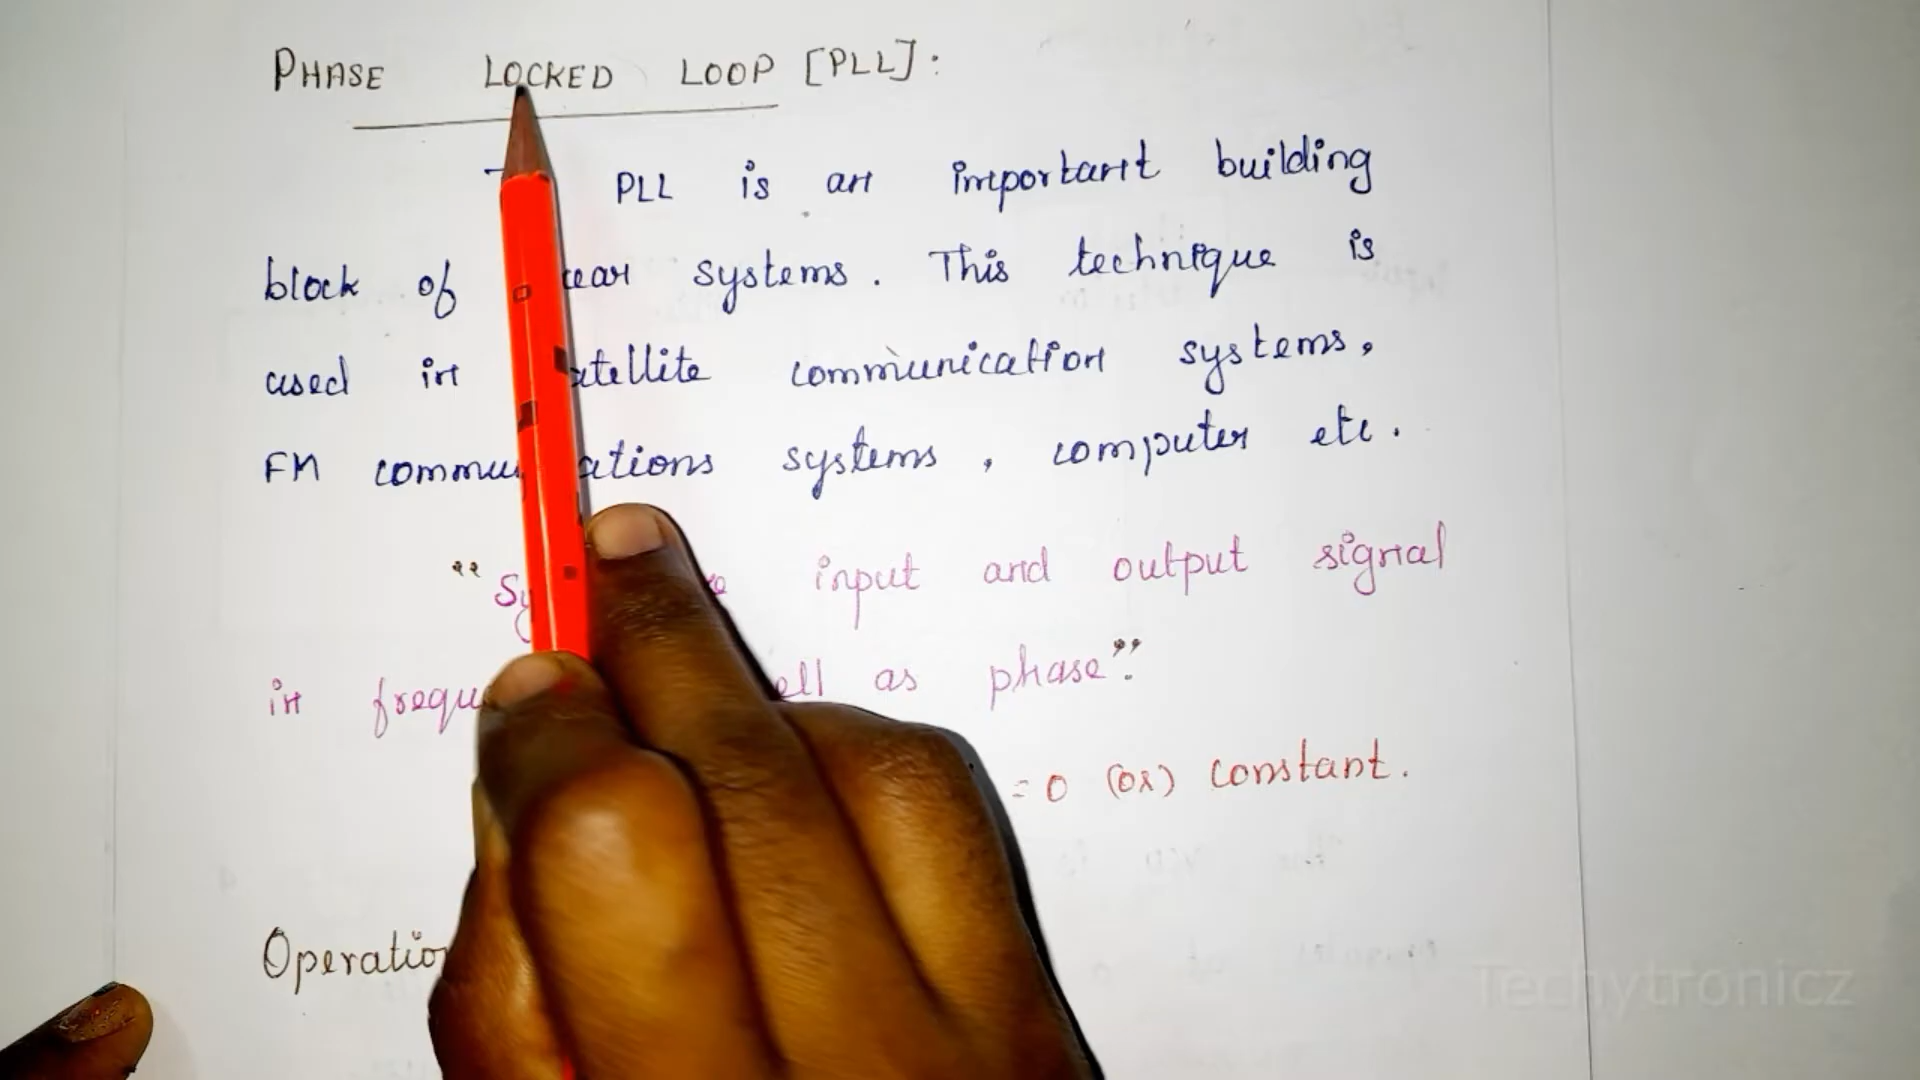 PHASE LOCKED LOOP [PLL]:
PLL is an important building
block of systems. This technique is
used in communication systems,
FM systems, computer etc.
input and output signal
in as phase".
= 0 (or) constant.
Techytronicz